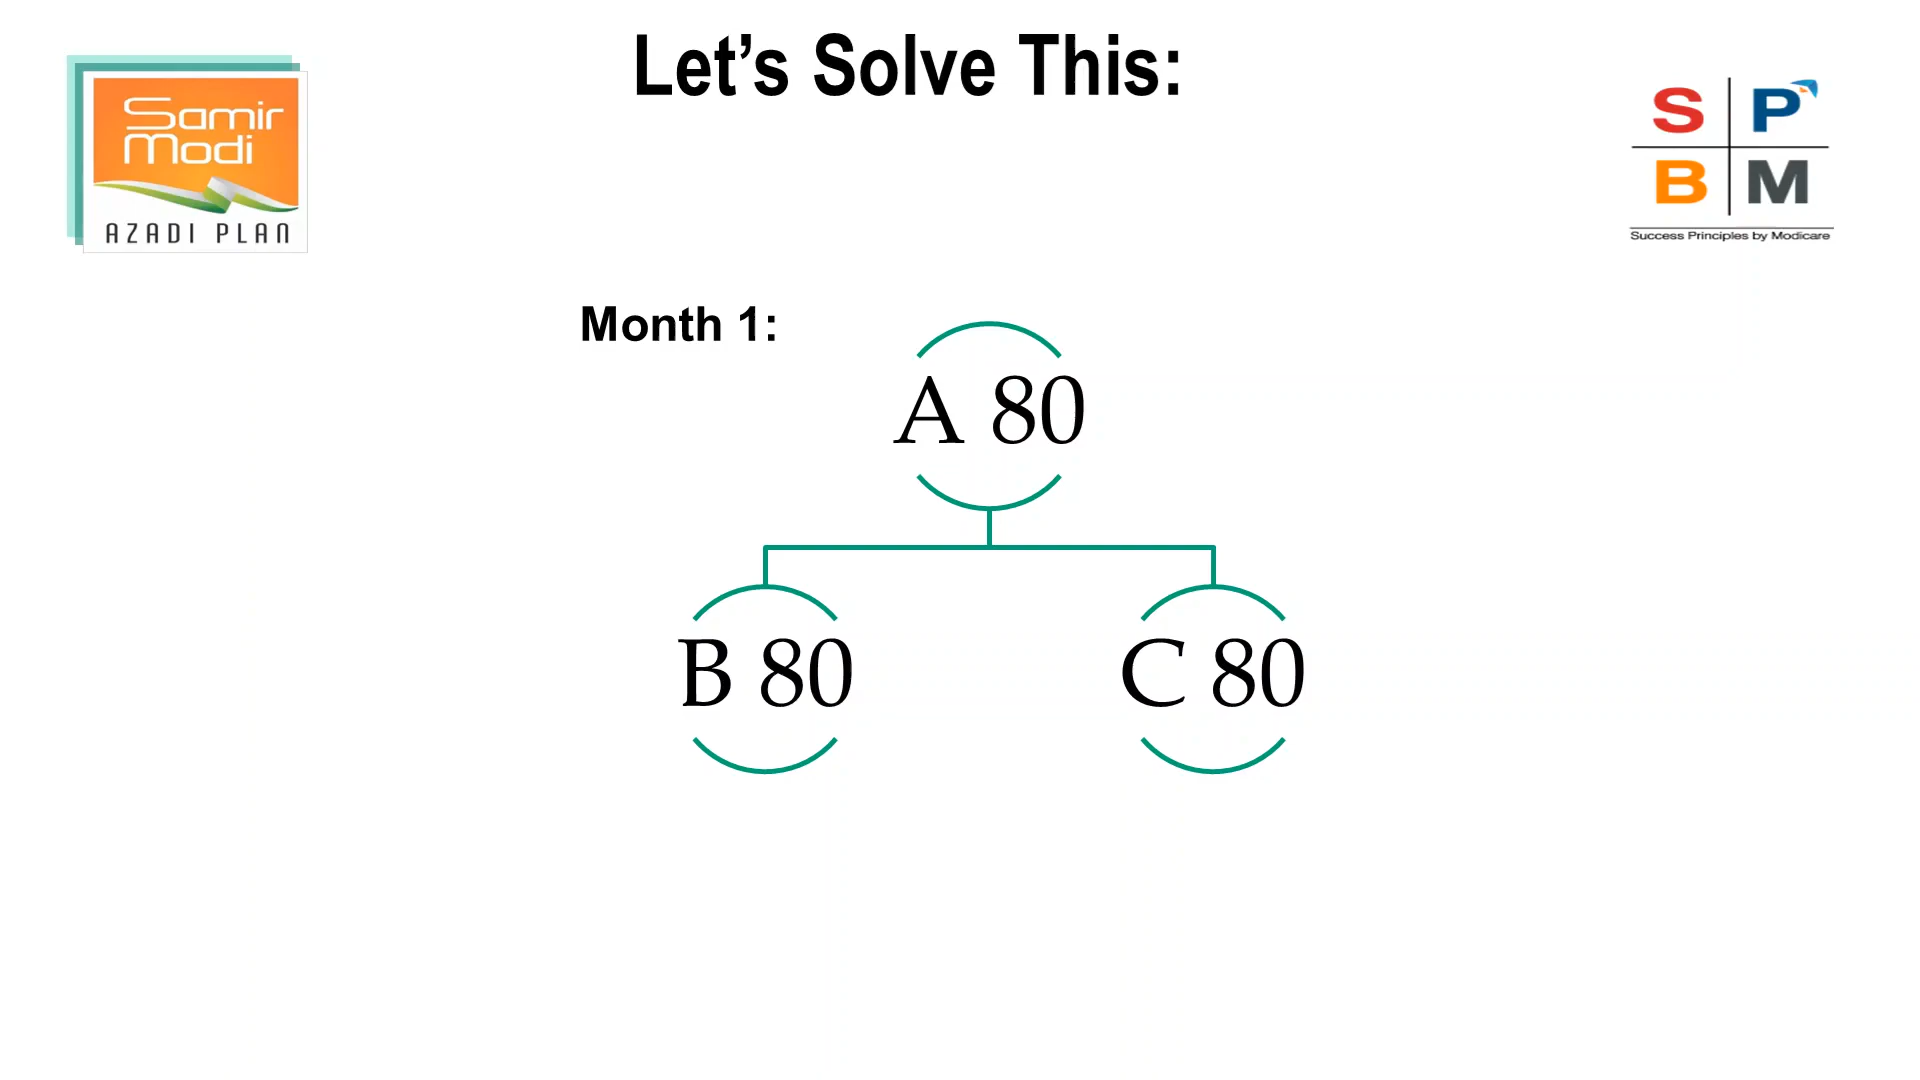 Let’s Solve This:
Samir
Modi
AZADI PLAN
S P
B M
Success Principles by Modicare
Month 1:
A 80
B 80
C 80